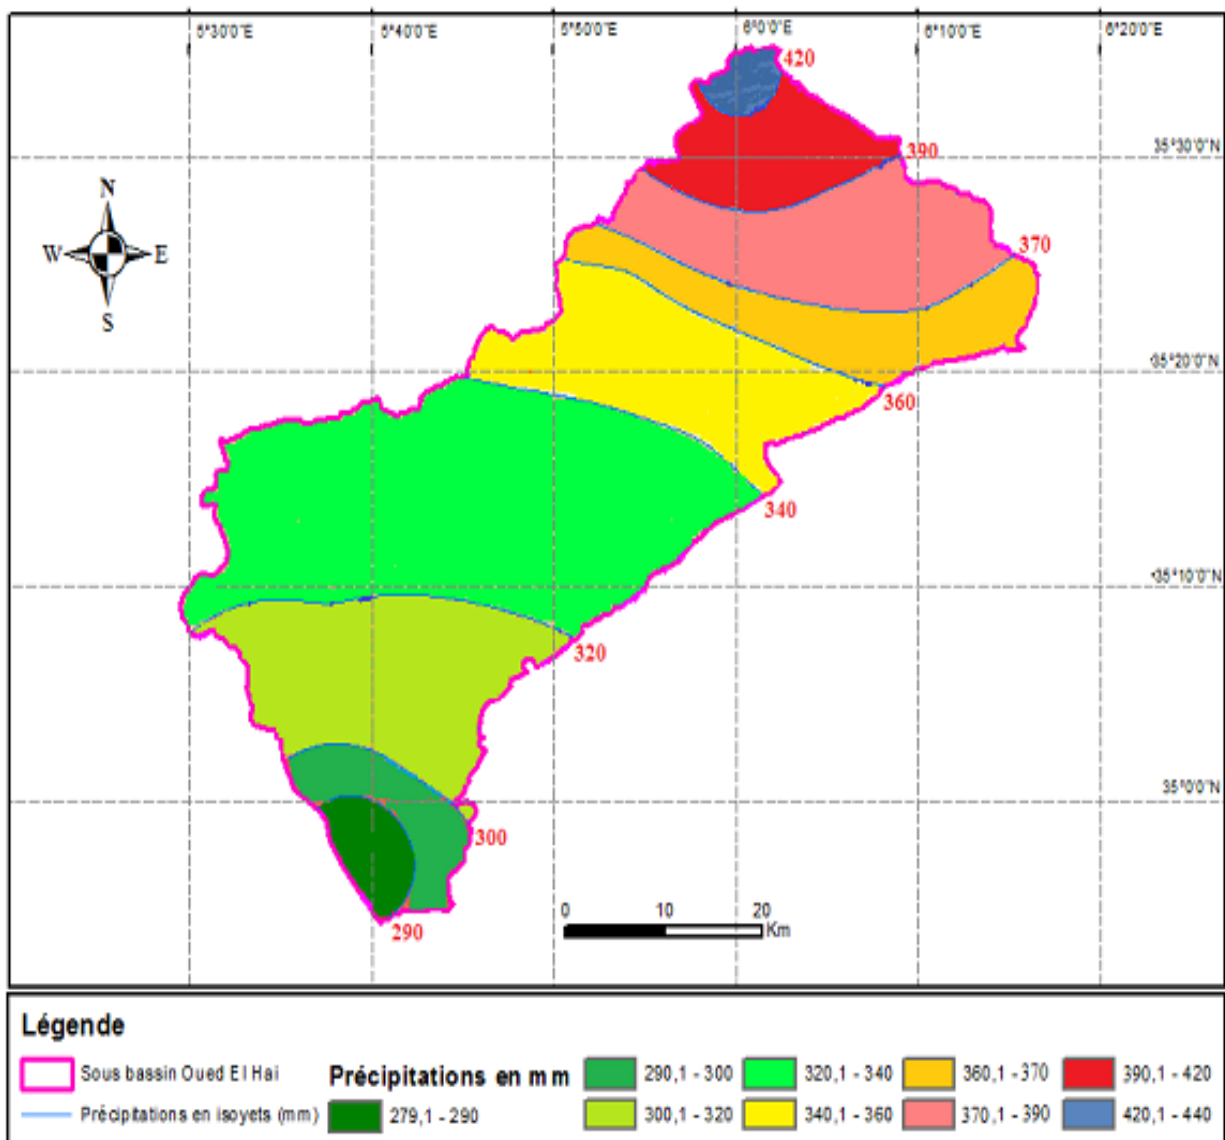 5°30'0"E 5°40'0"E 5°50'0"E 6°0'0"E 6°10'0"E 6°20'0"E
420
35°30'0"N
390
N
W E
S
370
35°20'0"N
360
340
35°10'0"N
320
35°0'0"N
300
0 10 20
Km
290
Légende
Sous bassin Oued El Hai
Précipitations en isoyets (mm)
Précipitations en mm
279,1 - 290
290,1 - 300
300,1 - 320
320,1 - 340
340,1 - 360
360,1 - 370
370,1 - 390
390,1 - 420
420,1 - 440